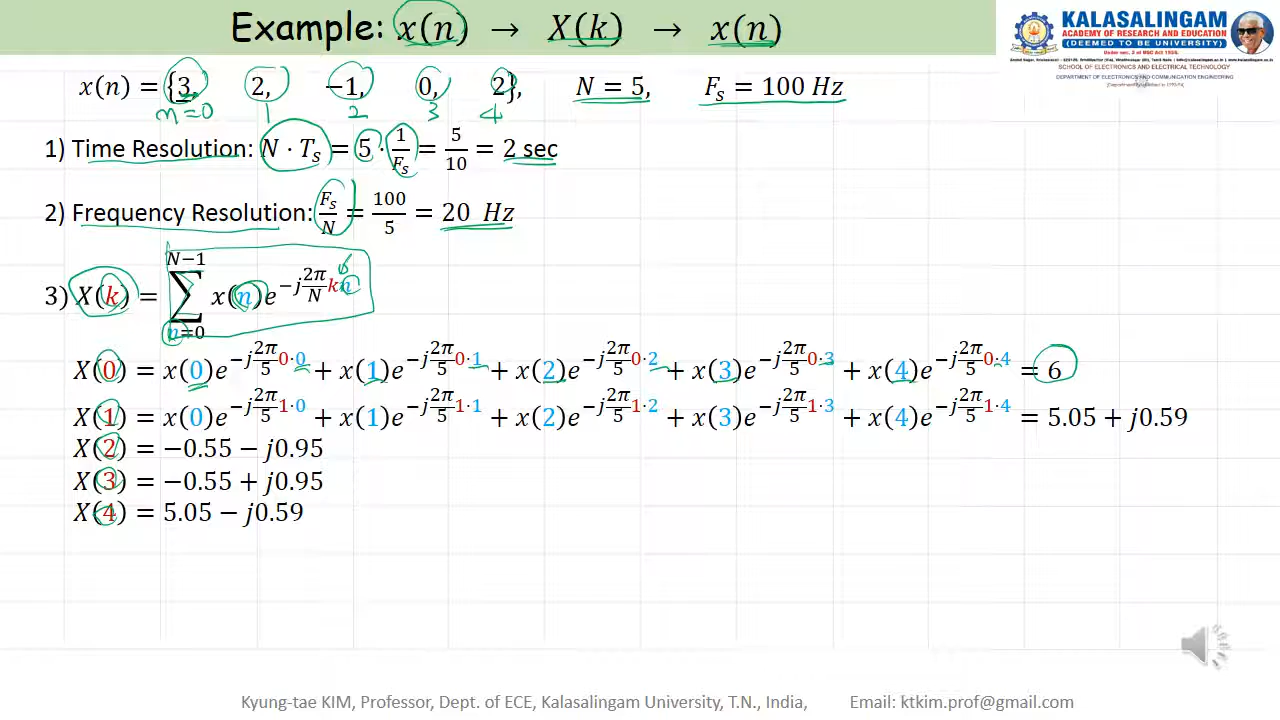 Example: x(n) → X(k) → x(n)
KALASALINGAM
ACADEMY OF RESEARCH AND EDUCATION
(DEEMED TO BE UNIVERSITY)
Under sec. 3 of UGC Act 1956.
SCHOOL OF ELECTRONICS AND ELECTRICAL TECHNOLOGY
DEPARTMENT OF ELECTRONICS AND COMMUNICATION ENGINEERING
x(n) = {3, 2, −1, 0, 2}, N = 5, Fₛ = 100 Hz
n=0 1 2 3 4
1) Time Resolution: N · Tₛ = 5 · 1/Fₛ = 5/10 = 2 sec
2) Frequency Resolution: Fₛ/N = 100/5 = 20 Hz
3) X(k) = ∑_{n=0}^{N−1} x(n)e^{−j(2π/N)kn}
X(0) = x(0)e^{−j(2π/5)0·0} + x(1)e^{−j(2π/5)0·1} + x(2)e^{−j(2π/5)0·2} + x(3)e^{−j(2π/5)0·3} + x(4)e^{−j(2π/5)0·4} = 6
X(1) = x(0)e^{−j(2π/5)1·0} + x(1)e^{−j(2π/5)1·1} + x(2)e^{−j(2π/5)1·2} + x(3)e^{−j(2π/5)1·3} + x(4)e^{−j(2π/5)1·4} = 5.05 + j0.59
X(2) = −0.55 − j0.95
X(3) = −0.55 + j0.95
X(4) = 5.05 − j0.59
Kyung-tae KIM, Professor, Dept. of ECE, Kalasalingam University, T.N., India, Email: ktkim.prof@gmail.com